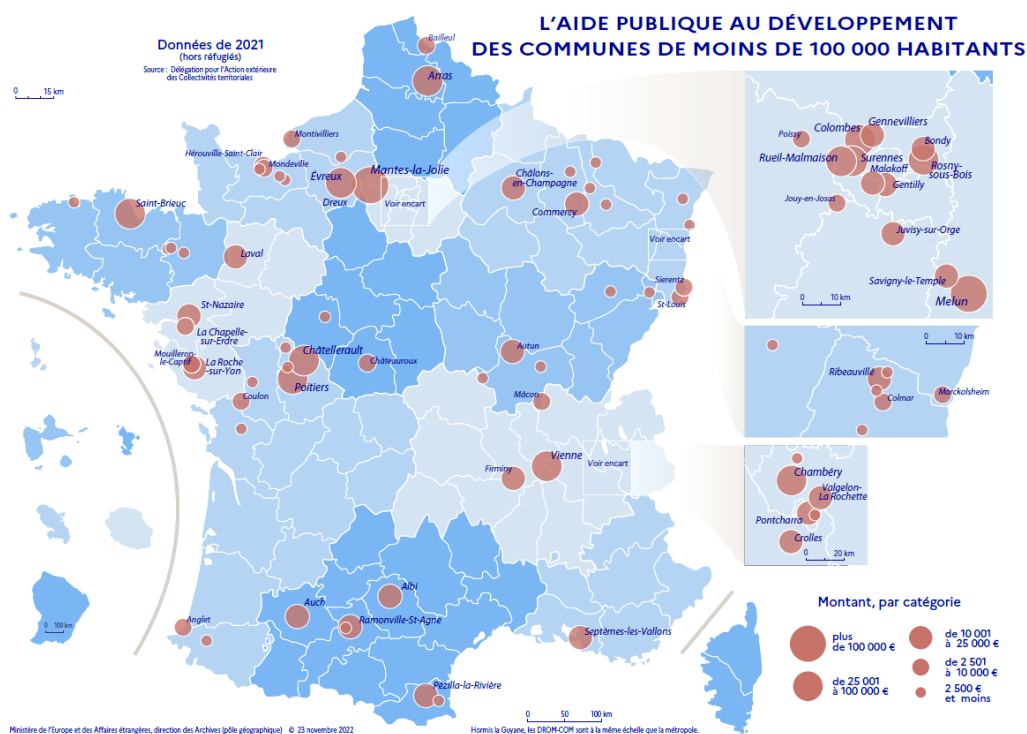 L'AIDE PUBLIQUE AU DÉVELOPPEMENT
DES COMMUNES DE MOINS DE 100 000 HABITANTS
Données de 2021
(hors réfugiés)
Source : Délégation pour l'Action extérieure
des Collectivités territoriales
0 15 km
Bailleul
Arras
Montivilliers
Hérouville-Saint-Clair
Mondeville
Évreux
Mantes-la-Jolie
Dreux
Voir encart
Châlons-
en-Champagne
Commercy
Voir encart
Saint-Brieuc
Laval
Sierentz
St-Louis
St-Nazaire
La Chapelle-
sur-Erdre
Mouilleron-
le-Captif
La Roche
-sur-Yon
Châtellerault
Châteauroux
Poitiers
Coulon
Autun
Mâcon
Vienne
Firminy
Voir encart
Albi
Auch
Ramonville-St-Agne
Anglet
Septèmes-les-Vallons
Pézilla-la-Rivière
0 100 km
0 50 100 km
Poissy
Colombes
Gennevilliers
Bondy
Rueil-Malmaison
Surennes
Rosny-
sous-Bois
Malakoff
Gentilly
Jouy-en-Josas
Juvisy-sur-Orge
Savigny-le-Temple
Melun
0 10 km
0 10 km
Ribeauvillé
Marckolsheim
Colmar
Chambéry
Valgelon-
La Rochette
Pontcharra
Crolles
0 20 km
Montant, par catégorie
plus
de 100 000 €
de 25 001
à 100 000 €
de 10 001
à 25 000 €
de 2 501
à 10 000 €
2 500 €
et moins
Ministère de l'Europe et des Affaires étrangères, direction des Archives (pôle géographique) © 23 novembre 2022
Hormis la Guyane, les DROM-COM sont à la même échelle que la métropole.